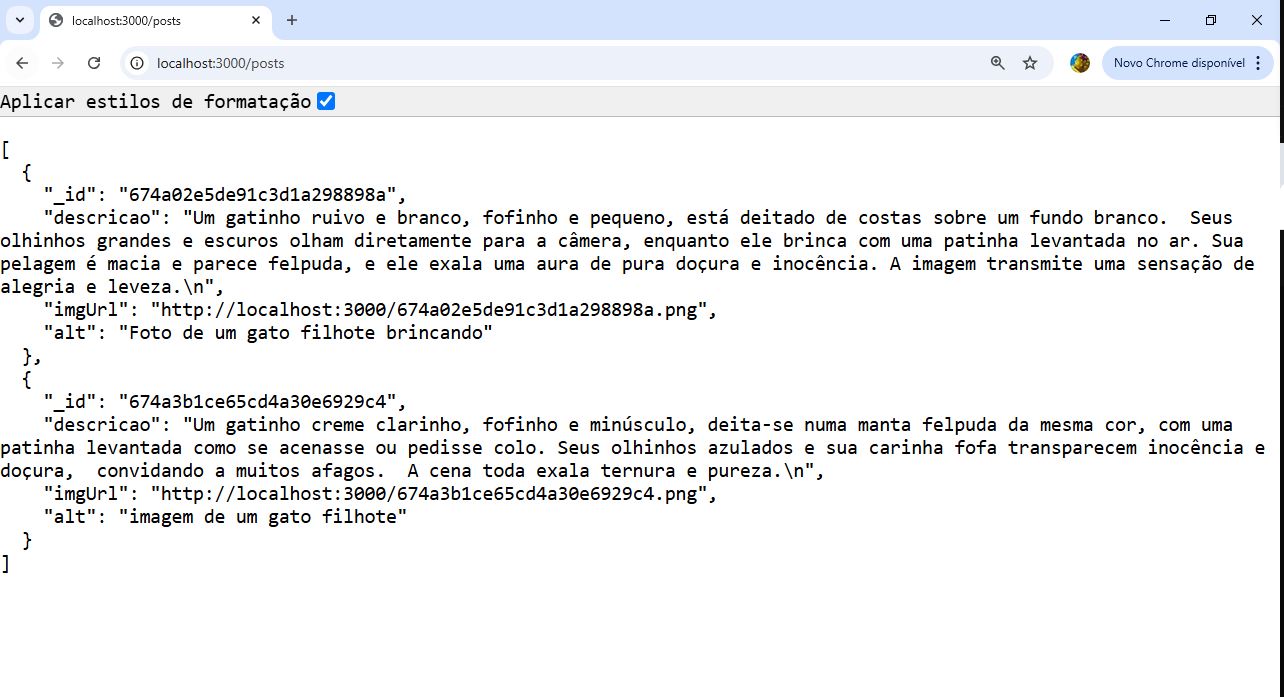 localhost:3000/posts
localhost:3000/posts
Novo Chrome disponível
Aplicar estilos de formatação
[
{
"_id": "674a02e5de91c3d1a298898a",
"descricao": "Um gatinho ruivo e branco, fofinho e pequeno, está deitado de costas sobre um fundo branco.  Seus
olhinhos grandes e escuros olham diretamente para a câmera, enquanto ele brinca com uma patinha levantada no ar. Sua
pelagem é macia e parece felpuda, e ele exala uma aura de pura doçura e inocência. A imagem transmite uma sensação de
alegria e leveza.\n",
"imgUrl": "http://localhost:3000/674a02e5de91c3d1a298898a.png",
"alt": "Foto de um gato filhote brincando"
},
{
"_id": "674a3b1ce65cd4a30e6929c4",
"descricao": "Um gatinho creme clarinho, fofinho e minúsculo, deita-se numa manta felpuda da mesma cor, com uma
patinha levantada como se acenasse ou pedisse colo. Seus olhinhos azulados e sua carinha fofa transparecem inocência e
doçura,  convidando a muitos afagos.  A cena toda exala ternura e pureza.\n",
"imgUrl": "http://localhost:3000/674a3b1ce65cd4a30e6929c4.png",
"alt": "imagem de um gato filhote"
}
]